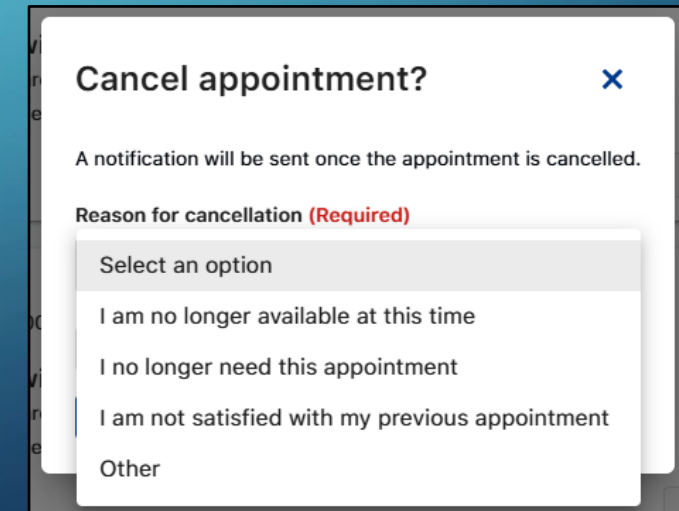 Cancel appointment?
A notification will be sent once the appointment is cancelled.
Reason for cancellation (Required)
Select an option
I am no longer available at this time
I no longer need this appointment
I am not satisfied with my previous appointment
Other